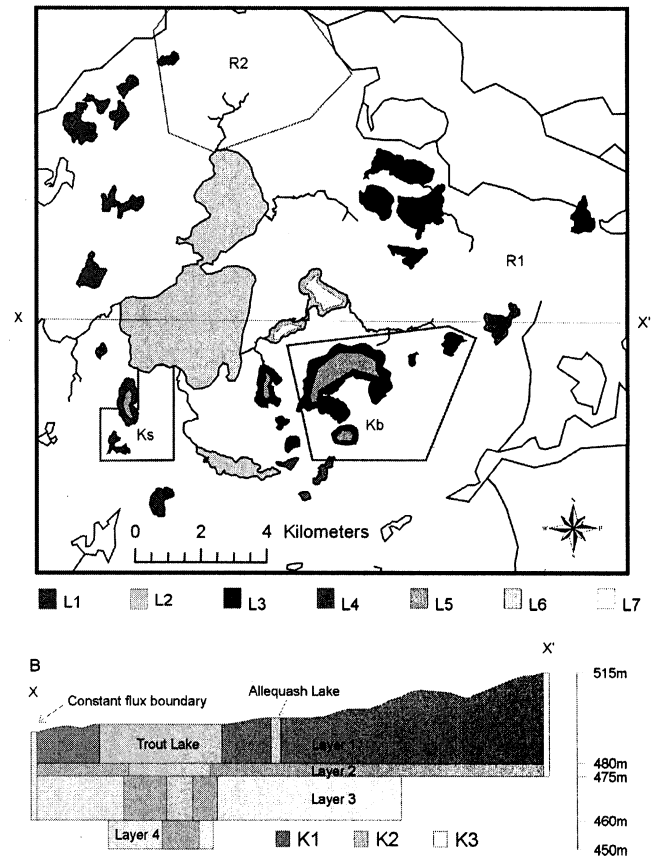 R2
R1
X
X'
Ks
Kb
0 2 4 Kilometers
L1 L2 L3 L4 L5 L6 L7
B
X'
515m
X
Constant flux boundary
Allequash Lake
Trout Lake
Layer 1
480m
Layer 2
475m
Layer 3
460m
Layer 4
K1 K2 K3
450m